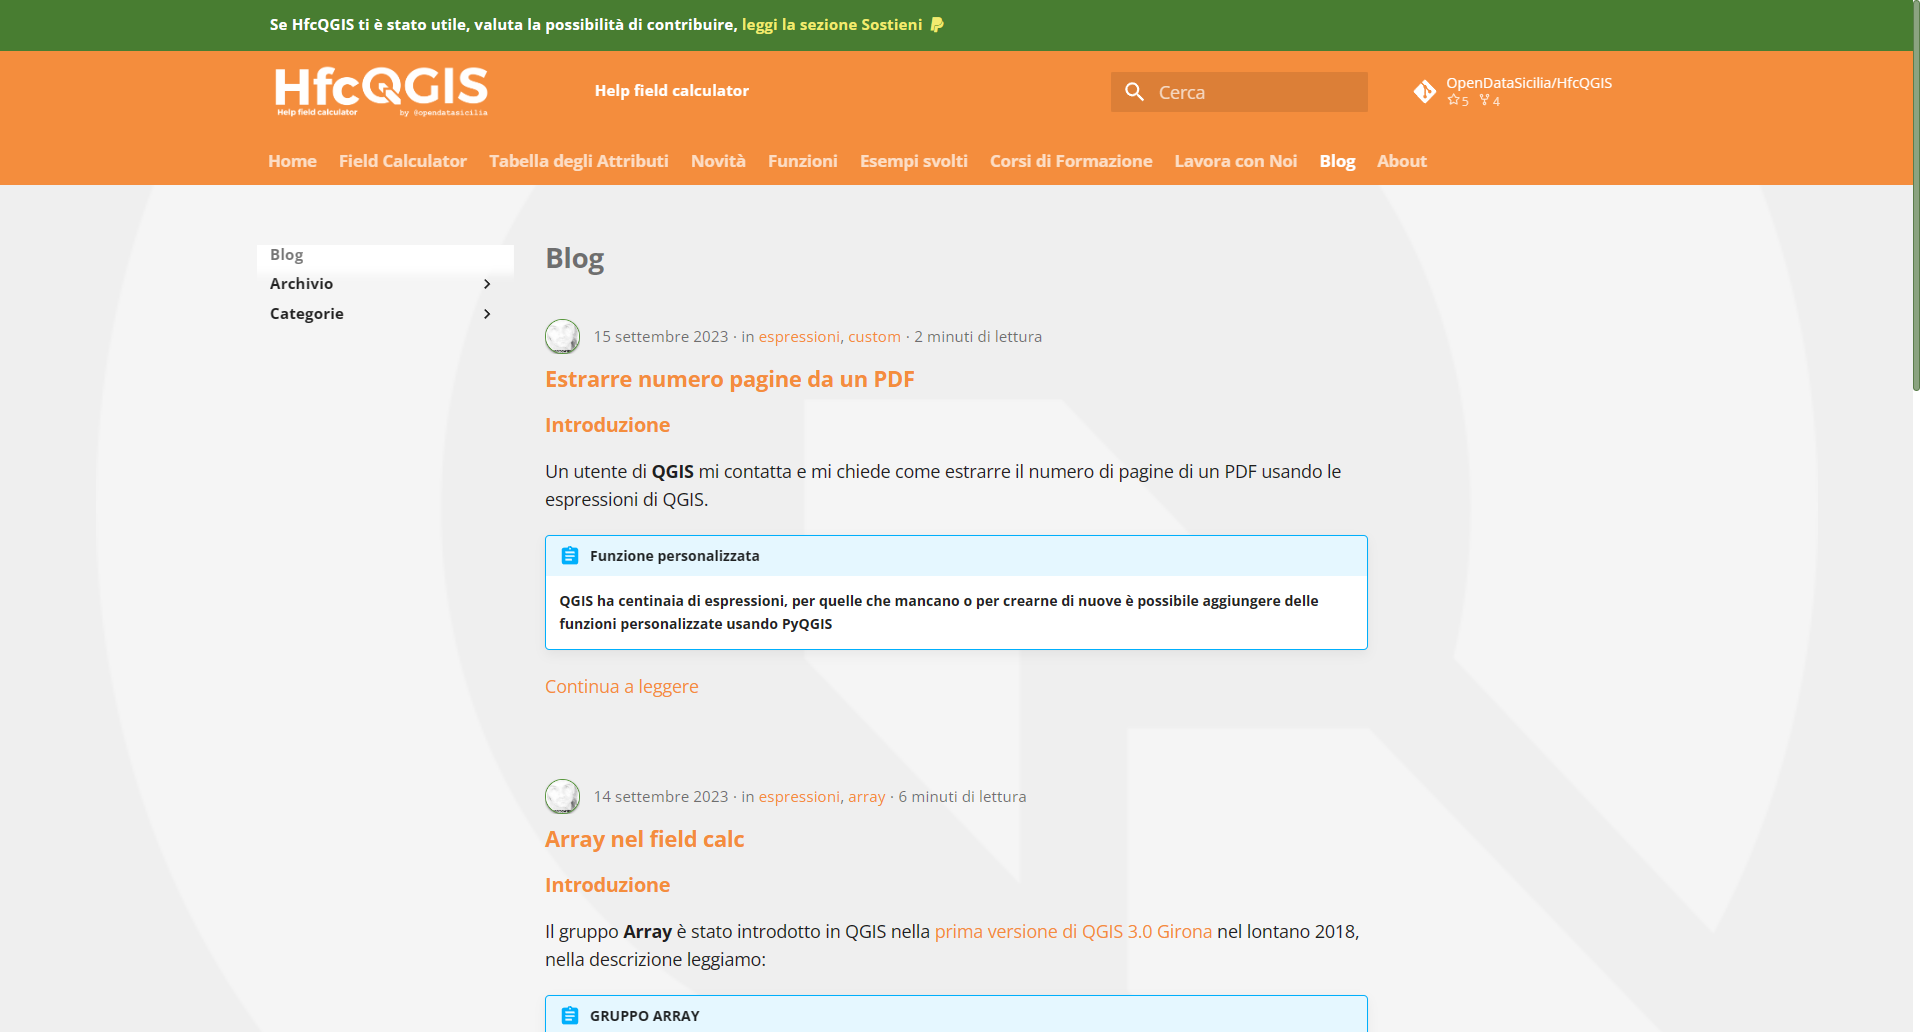 Se HfcQGIS ti è stato utile, valuta la possibilità di contribuire, leggi la sezione Sostieni
HfcQGIS
Help field calculator by @opendatasicilia
Help field calculator
Cerca
OpenDataSicilia/HfcQGIS
5 4
Home Field Calculator Tabella degli Attributi Novità Funzioni Esempi svolti Corsi di Formazione Lavora con Noi Blog About
Blog
Archivio
Categorie
Blog
15 settembre 2023 · in espressioni, custom · 2 minuti di lettura
Estrarre numero pagine da un PDF
Introduzione
Un utente di QGIS mi contatta e mi chiede come estrarre il numero di pagine di un PDF usando le
espressioni di QGIS.
Funzione personalizzata
QGIS ha centinaia di espressioni, per quelle che mancano o per crearne di nuove è possibile aggiungere delle
funzioni personalizzate usando PyQGIS
Continua a leggere
14 settembre 2023 · in espressioni, array · 6 minuti di lettura
Array nel field calc
Introduzione
Il gruppo Array è stato introdotto in QGIS nella prima versione di QGIS 3.0 Girona nel lontano 2018,
nella descrizione leggiamo:
GRUPPO ARRAY